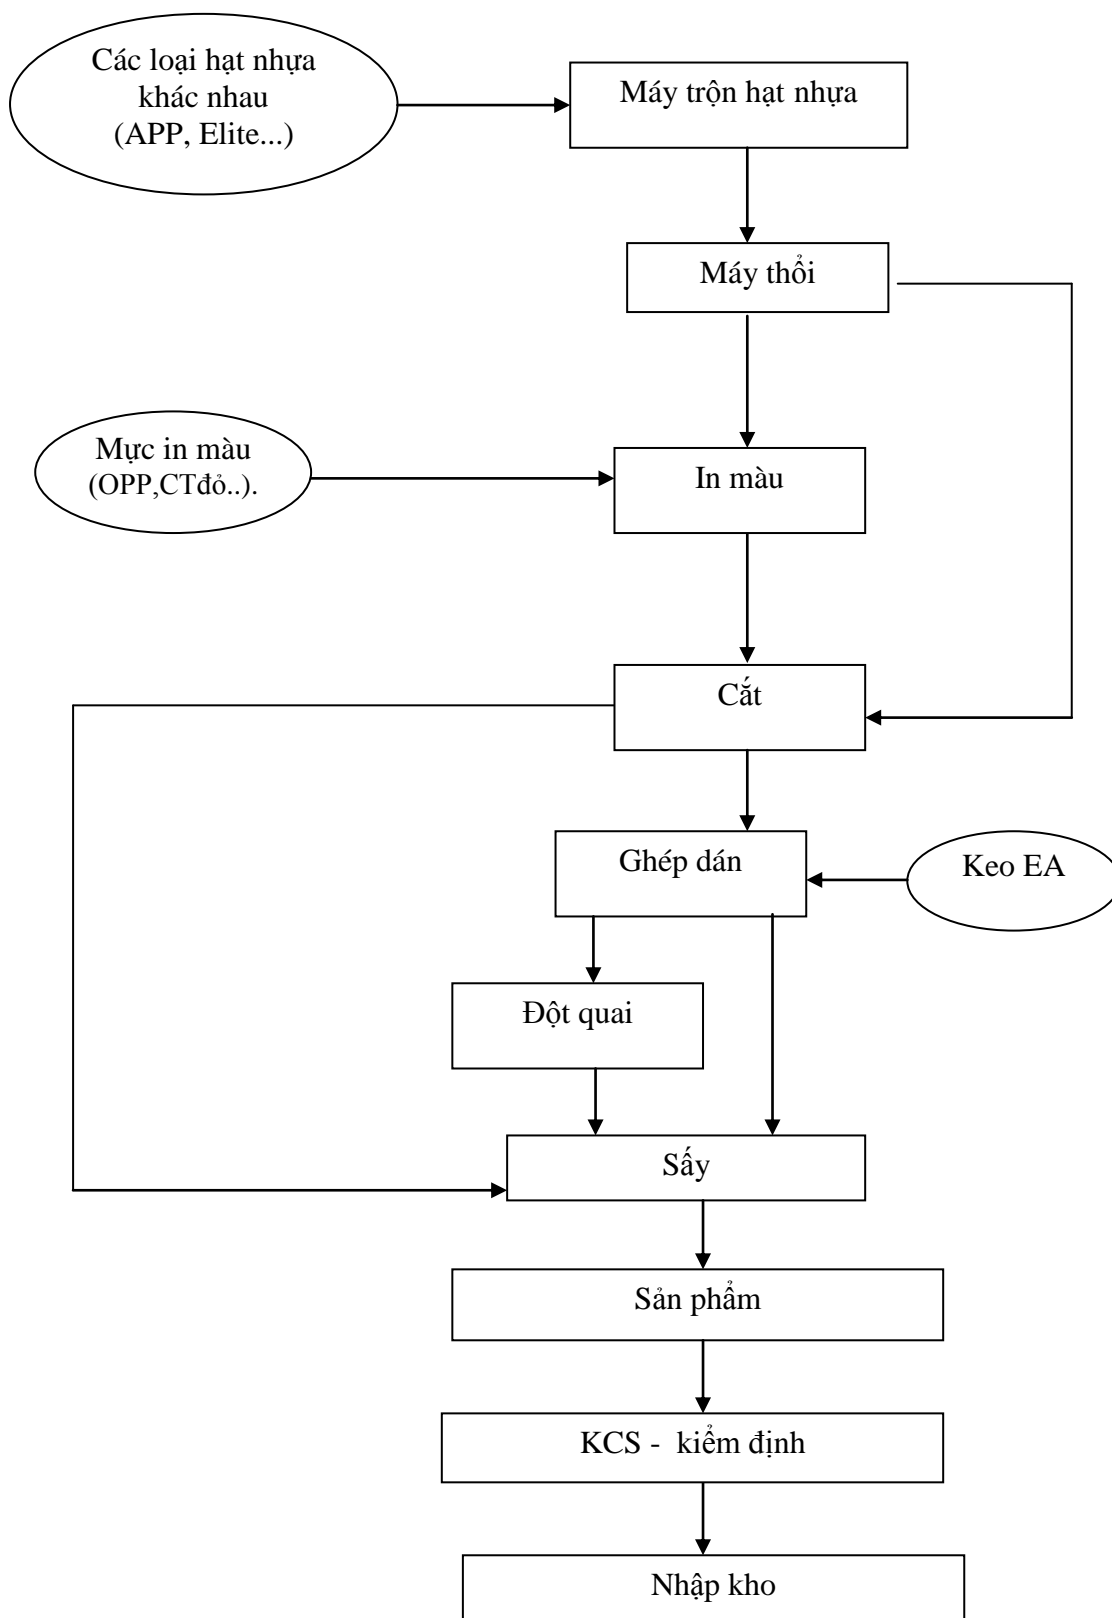 Các loại hạt nhựa
khác nhau
(APP, Elite...)
Máy trộn hạt nhựa
Máy thổi
Mực in màu
(OPP,CTđỏ..).
In màu
Cắt
Ghép dán
Keo EA
Đột quai
Sấy
Sản phẩm
KCS -  kiểm định
Nhập kho